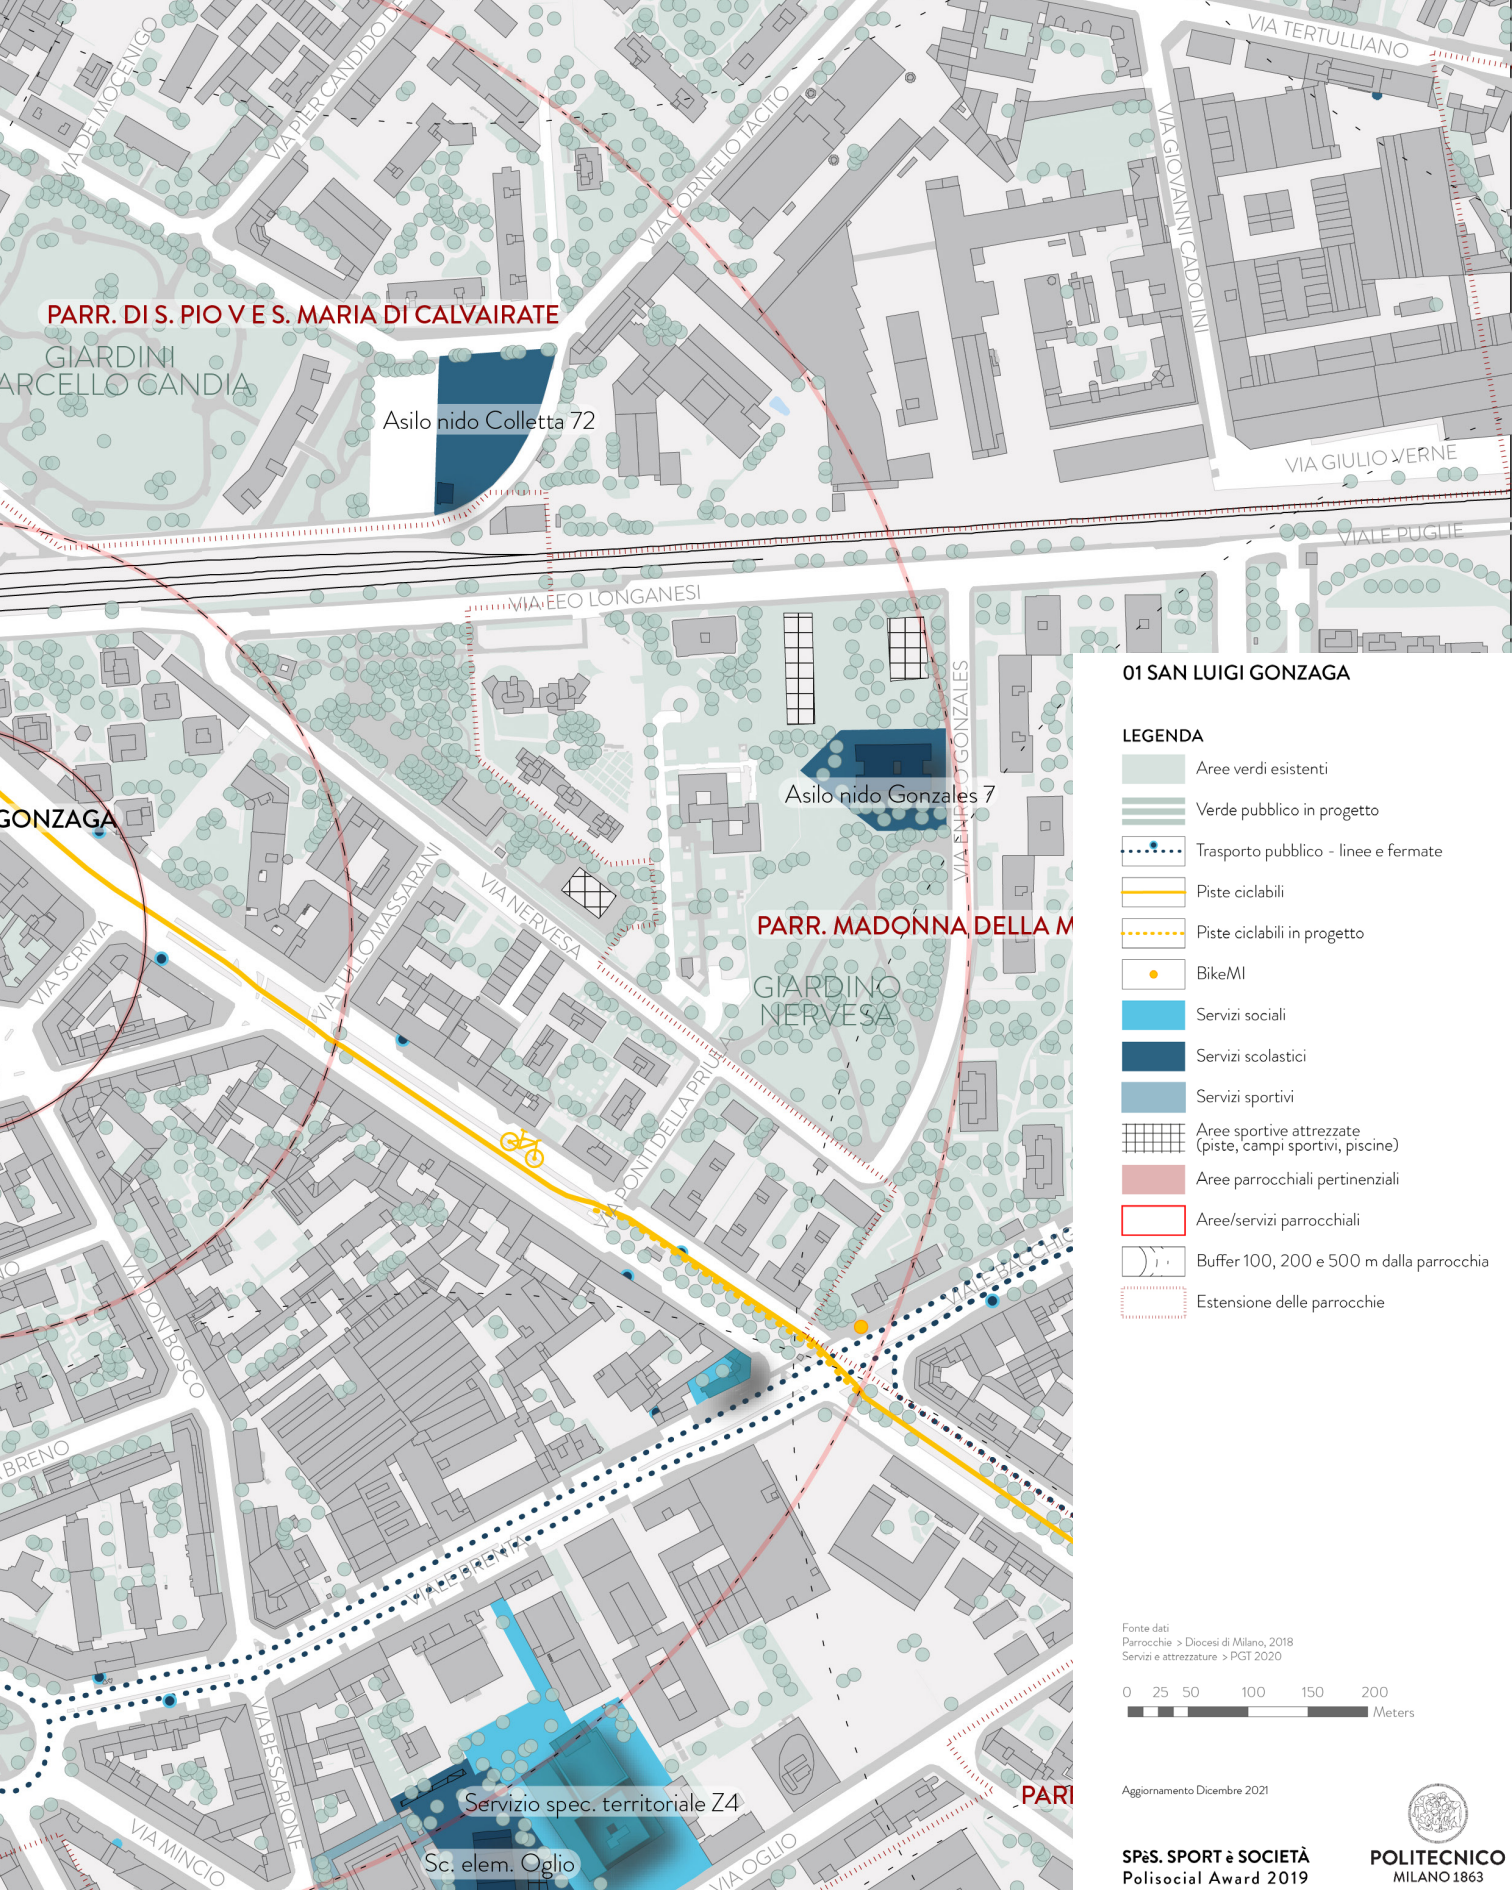 VIA TERTULLIANO
VIA DEI MOCENIGO
VIA PIER CANDIDO DE
VIA CORNELIO TACITO
VIA GIOVANNI CADOLINI
PARR. DI S. PIO V E S. MARIA DI CALVAIRATE
GIARDINI
ARCELLO CANDIA
Asilo nido Colletta 72
VIA GIULIO VERNE
VIALE PUGLIE
VIA LEO LONGANESI
VIA ENRICO GONZALES
Asilo nido Gonzales 7
GONZAGA
VIA SCRIVIA
VIA TULLO MASSARANI
VIA NERVESA
PARR. MADONNA DELLA M
GIARDINO
NERVESA
VIA PONTI DELLA PRIULA
VIA DON BOSCO
VIALE BACCHIG
BRENO
VIALE BRENTA
VIA BESSARIONE
VIA MINCIO
Servizio spec. territoriale Z4
Sc. elem. Oglio
VIA OGLIO
PARI
01 SAN LUIGI GONZAGA
LEGENDA
Aree verdi esistenti
Verde pubblico in progetto
Trasporto pubblico - linee e fermate
Piste ciclabili
Piste ciclabili in progetto
BikeMI
Servizi sociali
Servizi scolastici
Servizi sportivi
Aree sportive attrezzate
(piste, campi sportivi, piscine)
Aree parrocchiali pertinenziali
Aree/servizi parrocchiali
Buffer 100, 200 e 500 m dalla parrocchia
Estensione delle parrocchie
Fonte dati
Parrocchie > Diocesi di Milano, 2018
Servizi e attrezzature > PGT 2020
0 25 50 100 150 200
Meters
Aggiornamento Dicembre 2021
SPèS. SPORT è SOCIETÀ
Polisocial Award 2019
POLITECNICO
MILANO 1863